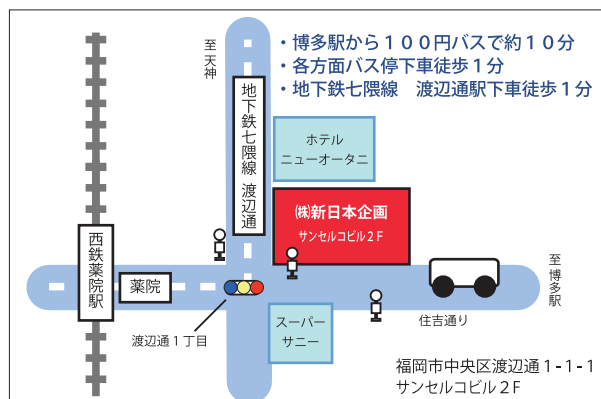 ・博多駅から１００円バスで約１０分
・各方面バス停下車徒歩１分
・地下鉄七隈線　渡辺通駅下車徒歩１分
至天神
地下鉄七隈線 渡辺通
ホテル
ニューオータニ
㈱新日本企画
サンセルコビル２Ｆ
西鉄薬院駅
薬院
至博多駅
渡辺通１丁目
スーパー
サニー
住吉通り
福岡市中央区渡辺通１-１-１
サンセルコビル２Ｆ